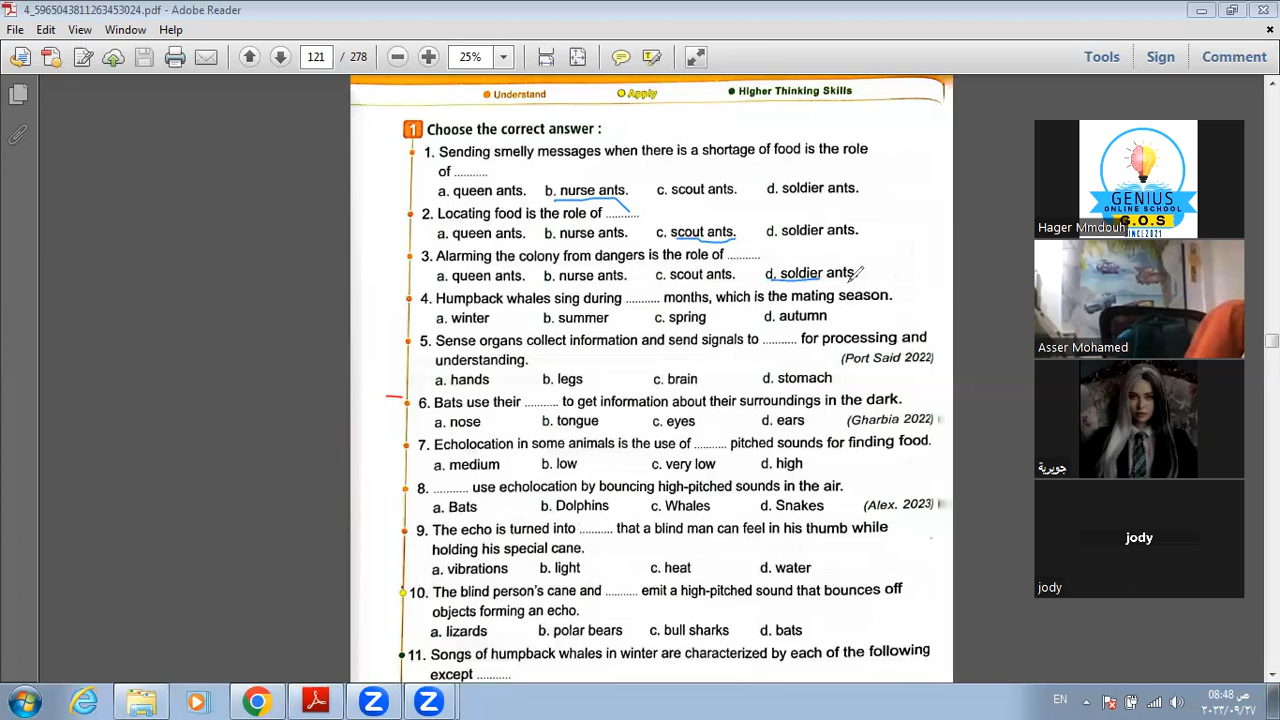 4_5965043811263453024.pdf - Adobe Reader
File Edit View Window Help
121 / 278 25% Tools Sign Comment
Understand Apply Higher Thinking Skills
1 Choose the correct answer :
1. Sending smelly messages when there is a shortage of food is the role
of ..........
a. queen ants. b. nurse ants. c. scout ants. d. soldier ants.
2. Locating food is the role of ..........
a. queen ants. b. nurse ants. c. scout ants. d. soldier ants.
3. Alarming the colony from dangers is the role of ..........
a. queen ants. b. nurse ants. c. scout ants. d. soldier ants.
4. Humpback whales sing during .......... months, which is the mating season.
a. winter b. summer c. spring d. autumn
5. Sense organs collect information and send signals to .......... for processing and
understanding. (Port Said 2022)
a. hands b. legs c. brain d. stomach
6. Bats use their .......... to get information about their surroundings in the dark.
a. nose b. tongue c. eyes d. ears (Gharbia 2022)
7. Echolocation in some animals is the use of .......... pitched sounds for finding food.
a. medium b. low c. very low d. high
8. .......... use echolocation by bouncing high-pitched sounds in the air.
a. Bats b. Dolphins c. Whales d. Snakes (Alex. 2023)
9. The echo is turned into .......... that a blind man can feel in his thumb while
holding his special cane.
a. vibrations b. light c. heat d. water
10. The blind person's cane and .......... emit a high-pitched sound that bounces off
objects forming an echo.
a. lizards b. polar bears c. bull sharks d. bats
11. Songs of humpback whales in winter are characterized by each of the following
except ..........
GENIUS
ONLINE SCHOOL
G.O.S
SINCE 2021
Hager Mmdouh
Asser Mohamed
جويرية
jody
jody
EN
08:48 ص
٢٠٢٣/٠٩/٢٧